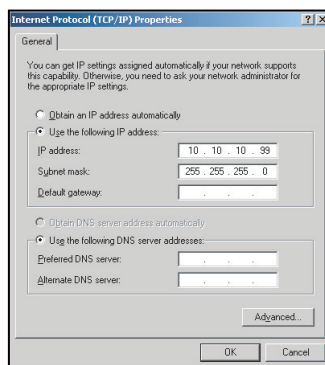 Internet Protocol (TCP/IP) Properties
General
You can get IP settings assigned automatically if your network supports
this capability. Otherwise, you need to ask your network administrator for
the appropriate IP settings.
Obtain an IP address automatically
Use the following IP address:
IP address: 10 . 10 . 10 . 99
Subnet mask: 255 . 255 . 255 . 0
Default gateway: . . .
Obtain DNS server address automatically
Use the following DNS server addresses:
Preferred DNS server: . . .
Alternate DNS server: . . .
Advanced...
OK Cancel